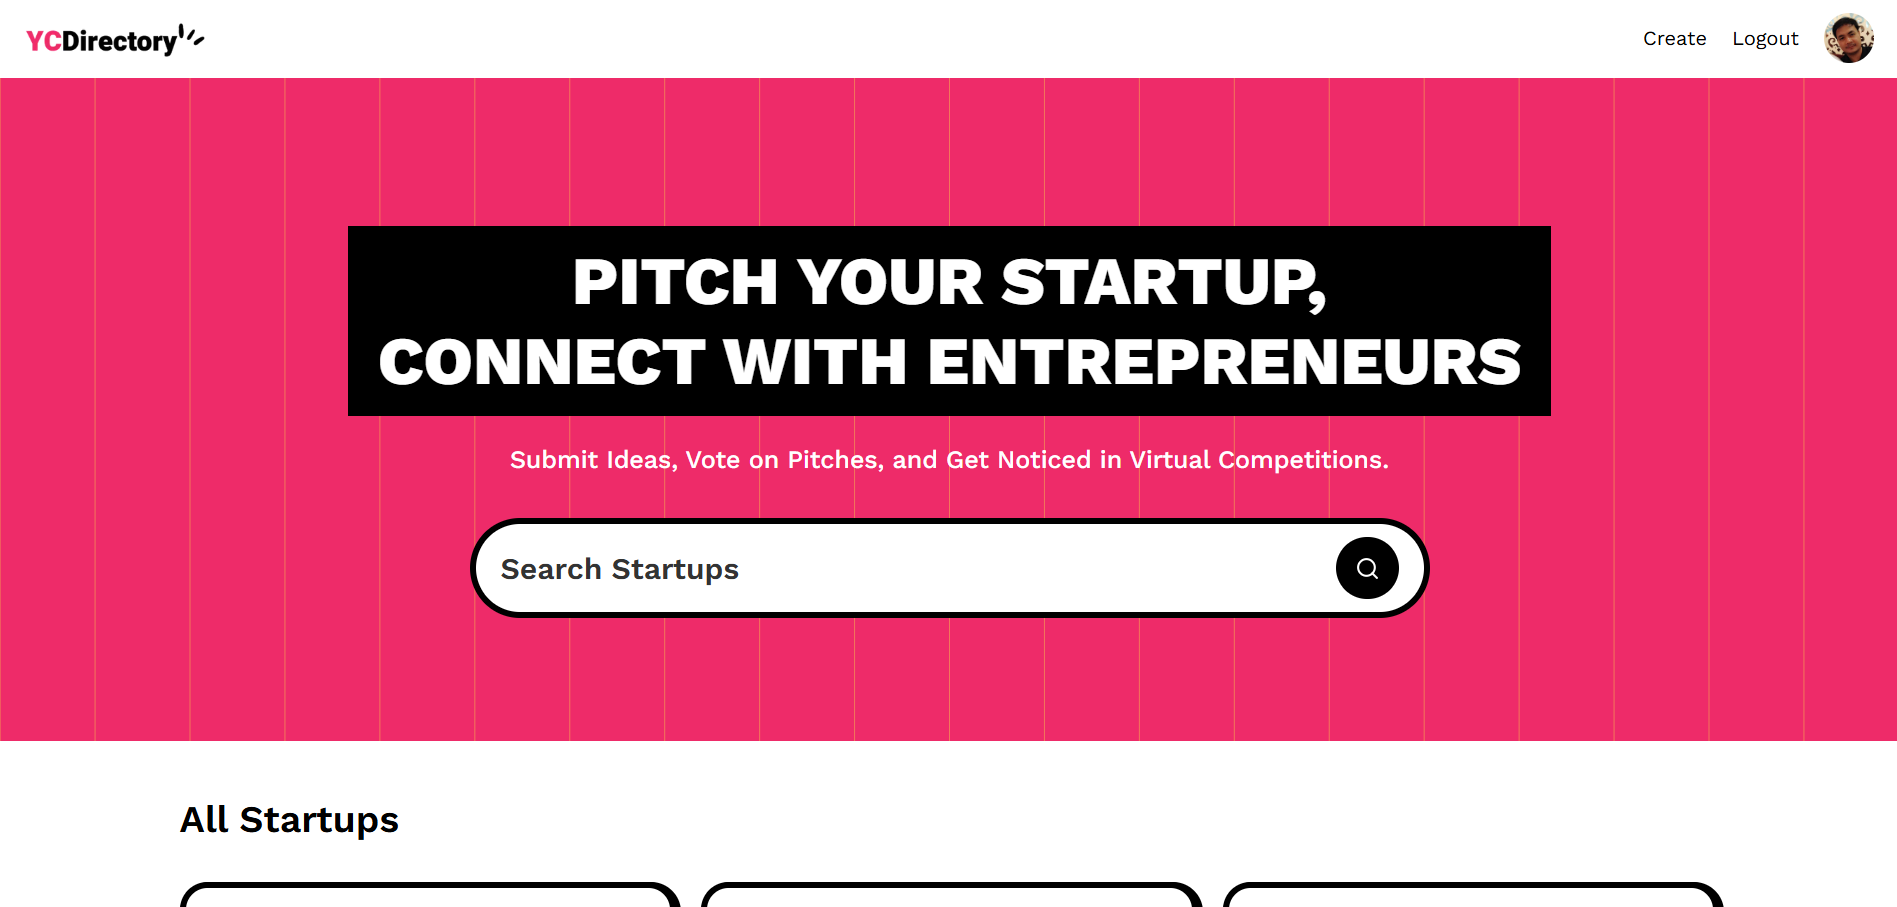 YCDirectory
Create
Logout
PITCH YOUR STARTUP,
CONNECT WITH ENTREPRENEURS
Submit Ideas, Vote on Pitches, and Get Noticed in Virtual Competitions.
Search Startups
All Startups